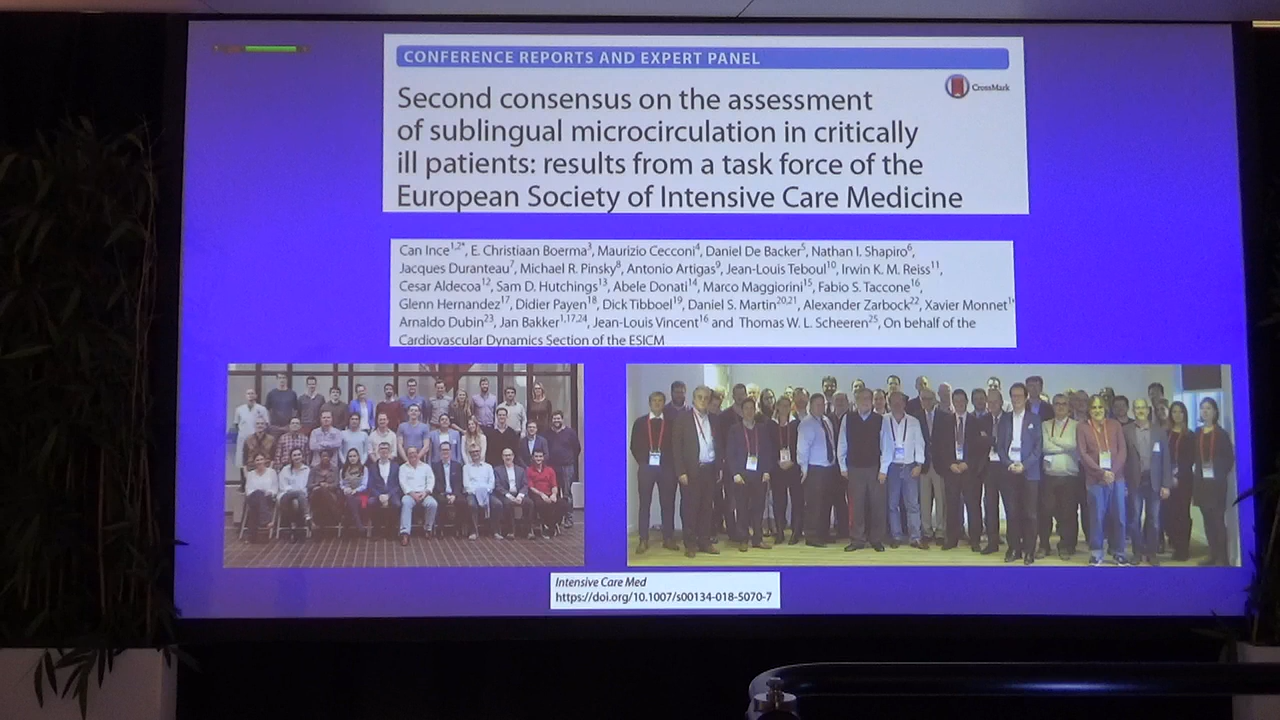 CONFERENCE REPORTS AND EXPERT PANEL
CrossMark
Second consensus on the assessment
of sublingual microcirculation in critically
ill patients: results from a task force of the
European Society of Intensive Care Medicine
Can Ince1,2*, E. Christiaan Boerma3, Maurizio Cecconi4, Daniel De Backer5, Nathan I. Shapiro6,
Jacques Duranteau7, Michael R. Pinsky8, Antonio Artigas9, Jean-Louis Teboul10, Irwin K. M. Reiss11,
Cesar Aldecoa12, Sam D. Hutchings13, Abele Donati14, Marco Maggiorini15, Fabio S. Taccone16,
Glenn Hernandez17, Didier Payen18, Dick Tibboel19, Daniel S. Martin20,21, Alexander Zarbock22, Xavier Monnet1
Arnaldo Dubin23, Jan Bakker1,17,24, Jean-Louis Vincent16 and Thomas W. L. Scheeren25, On behalf of the
Cardiovascular Dynamics Section of the ESICM
Intensive Care Med
https://doi.org/10.1007/s00134-018-5070-7